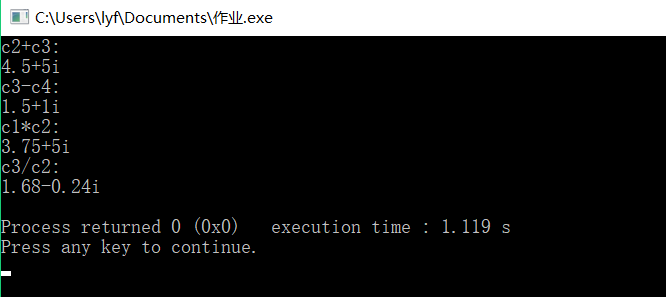 C:\Users\lyf\Documents\作业.exe
c2+c3:
4.5+5i
c3-c4:
1.5+1i
c1*c2:
3.75+5i
c3/c2:
1.68-0.24i
Process returned 0 (0x0)   execution time : 1.119 s
Press any key to continue.